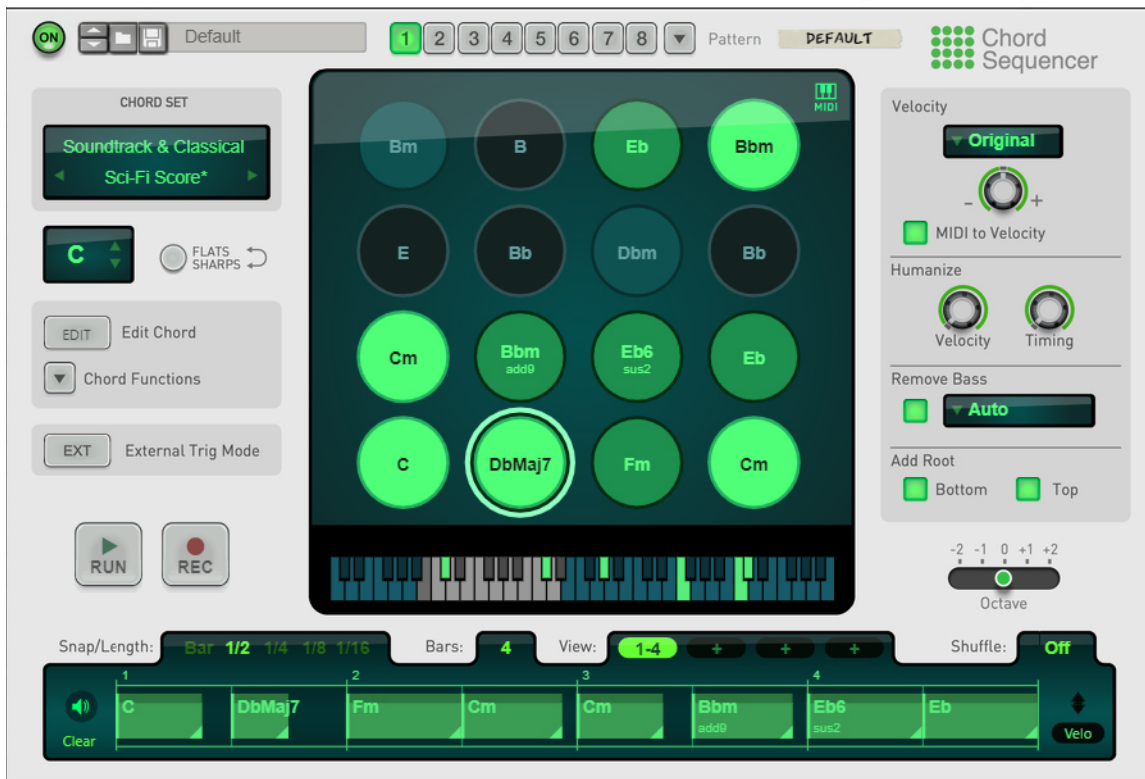 ON
Default
1 2 3 4 5 6 7 8
Pattern
DEFAULT
Chord
Sequencer
CHORD SET
Soundtrack & Classical
Sci-Fi Score*
C
FLATS
SHARPS
EDIT
Edit Chord
Chord Functions
EXT
External Trig Mode
RUN
REC
MIDI
Bm B Eb Bbm
E Bb Dbm Bb
Cm Bbm Eb6 Eb
add9 sus2
C DbMaj7 Fm Cm
Velocity
Original
- +
MIDI to Velocity
Humanize
Velocity Timing
Remove Bass
Auto
Add Root
Bottom Top
-2 -1 0 +1 +2
Octave
Snap/Length: Bar 1/2 1/4 1/8 1/16 Bars: 4 View: 1-4 + + + Shuffle: Off
1 2 3 4
C DbMaj7 Fm Cm Cm Bbm Eb6 Eb
add9 sus2
Clear
Velo